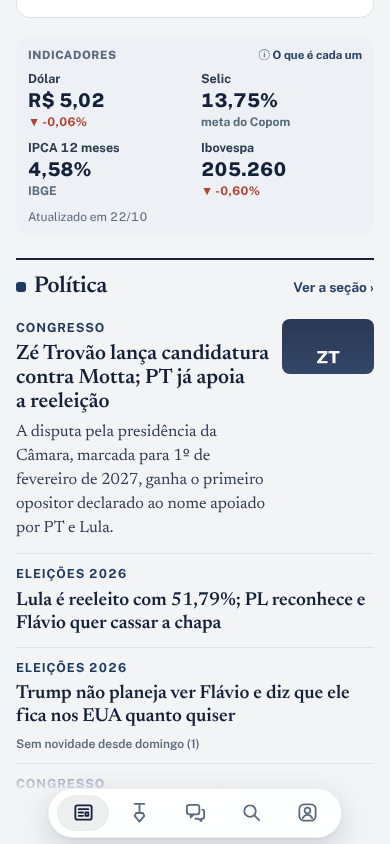 INDICADORES
ⓘ O que é cada um
Dólar
R$ 5,02
▼ -0,06%
Selic
13,75%
meta do Copom
IPCA 12 meses
4,58%
IBGE
Ibovespa
205.260
▼ -0,60%
Atualizado em 22/10
Política
Ver a seção ›
CONGRESSO
Zé Trovão lança candidatura
contra Motta; PT já apoia
a reeleição
ZT
A disputa pela presidência da
Câmara, marcada para 1º de
fevereiro de 2027, ganha o primeiro
opositor declarado ao nome apoiado
por PT e Lula.
ELEIÇÕES 2026
Lula é reeleito com 51,79%; PL reconhece e
Flávio quer cassar a chapa
ELEIÇÕES 2026
Trump não planeja ver Flávio e diz que ele
fica nos EUA quanto quiser
Sem novidade desde domingo (1)
CONGRESSO